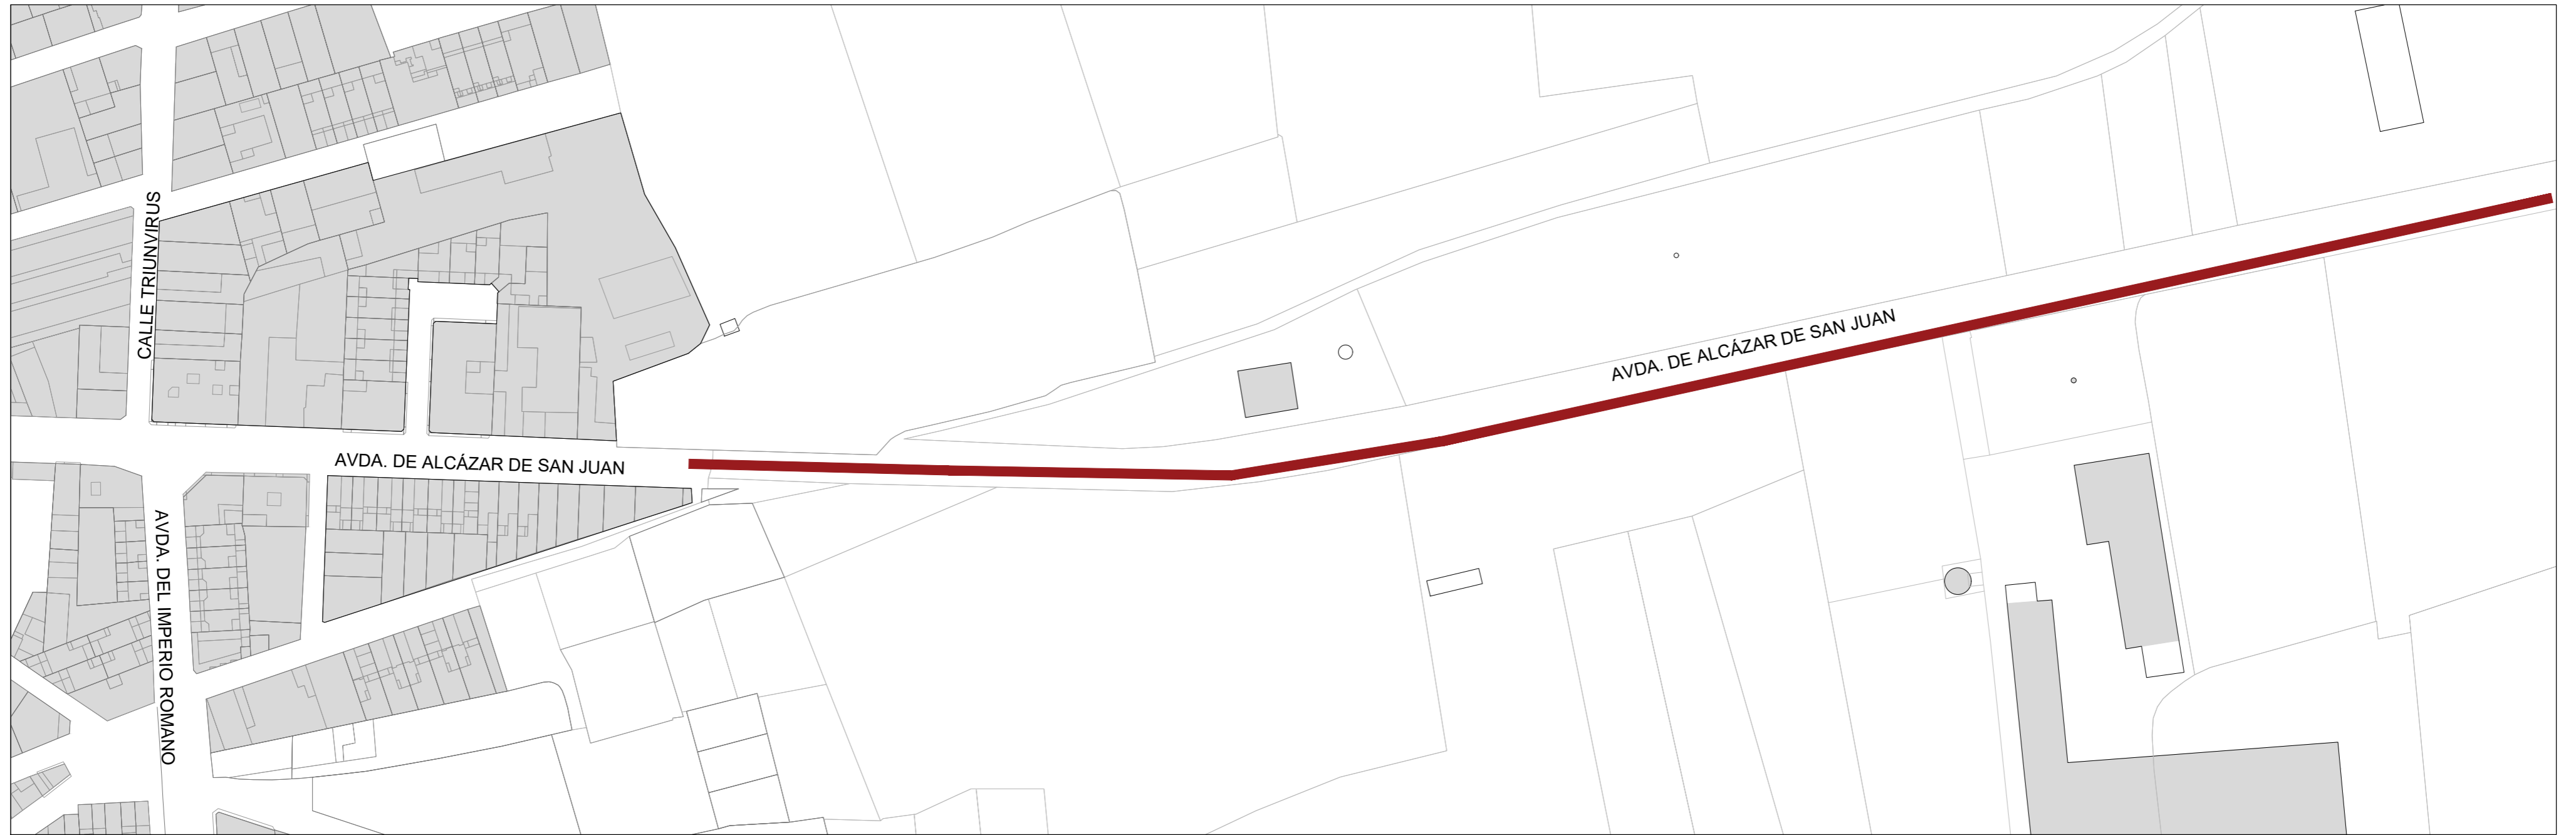 CALLE TRIUNVIRUS
AVDA. DE ALCÁZAR DE SAN JUAN
AVDA. DE ALCÁZAR DE SAN JUAN
AVDA. DEL IMPERIO ROMANO